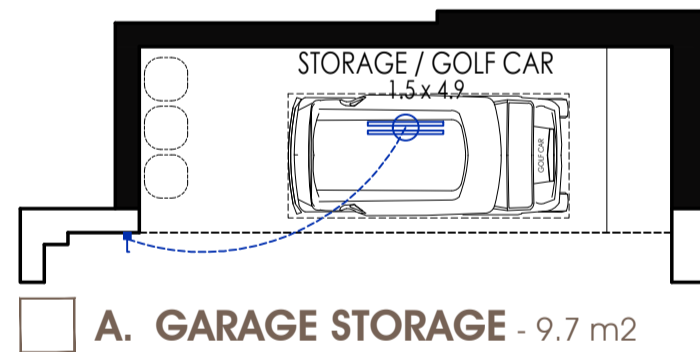 STORAGE / GOLF CAR
1.5 x 4.9
GOLF CAR
A. GARAGE STORAGE - 9.7 m2